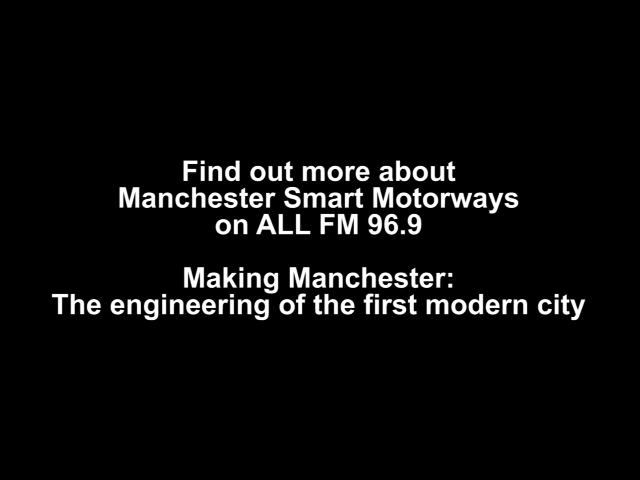 Find out more about
Manchester Smart Motorways
on ALL FM 96.9
Making Manchester:
The engineering of the first modern city